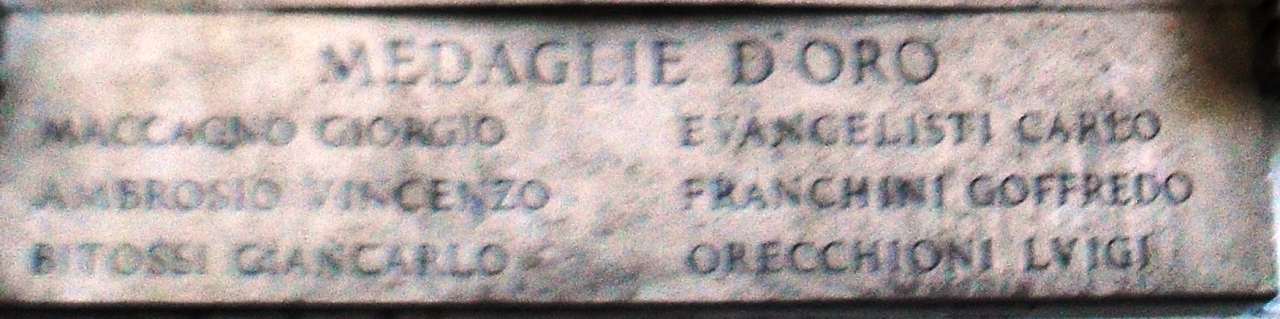 MEDAGLIE D'ORO
MACCAGNO GIORGIO
AMBROSIO VINCENZO
BITOSSI GIANCARLO
EVANGELISTI CARLO
FRANCHINI GOFFREDO
ORECCHIONI LVIGI